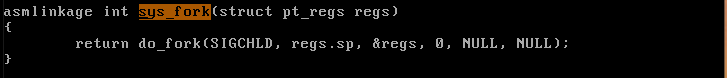 asmlinkage int sys_fork(struct pt_regs regs)
{
        return do_fork(SIGCHLD, regs.sp, &regs, 0, NULL, NULL);
}